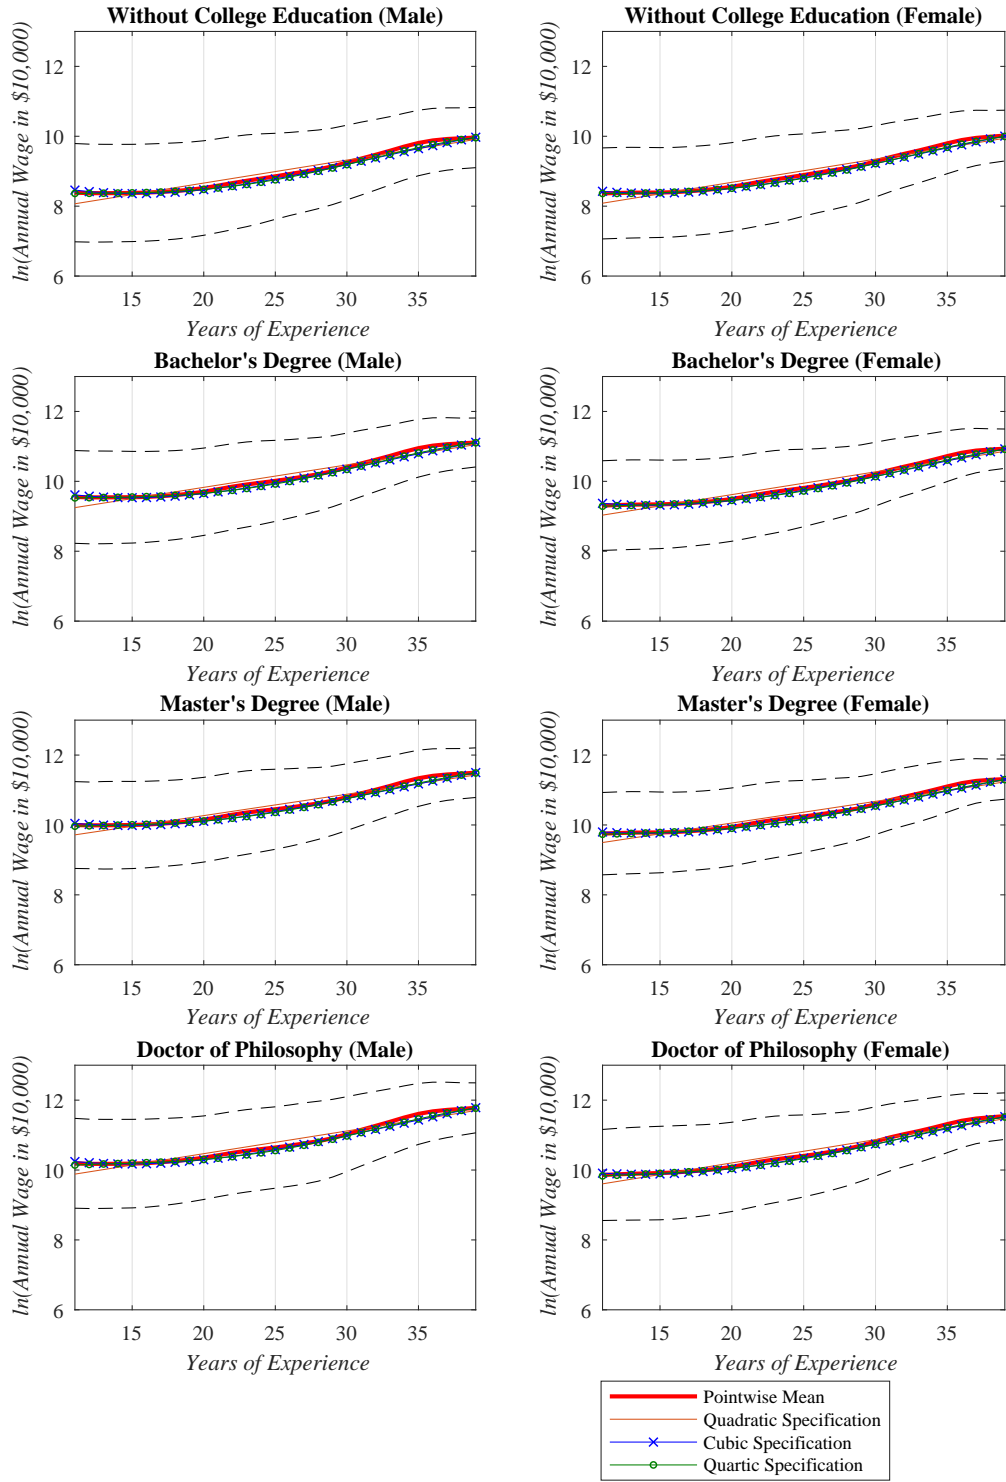 Without College Education (Male)
ln(Annual Wage in $10,000)
12
10
8
6
15 20 25 30 35
Years of Experience
Without College Education (Female)
ln(Annual Wage in $10,000)
12
10
8
6
15 20 25 30 35
Years of Experience
Bachelor's Degree (Male)
ln(Annual Wage in $10,000)
12
10
8
6
15 20 25 30 35
Years of Experience
Bachelor's Degree (Female)
ln(Annual Wage in $10,000)
12
10
8
6
15 20 25 30 35
Years of Experience
Master's Degree (Male)
ln(Annual Wage in $10,000)
12
10
8
6
15 20 25 30 35
Years of Experience
Master's Degree (Female)
ln(Annual Wage in $10,000)
12
10
8
6
15 20 25 30 35
Years of Experience
Doctor of Philosophy (Male)
ln(Annual Wage in $10,000)
12
10
8
6
15 20 25 30 35
Years of Experience
Doctor of Philosophy (Female)
ln(Annual Wage in $10,000)
12
10
8
6
15 20 25 30 35
Years of Experience
Pointwise Mean
Quadratic Specification
Cubic Specification
Quartic Specification